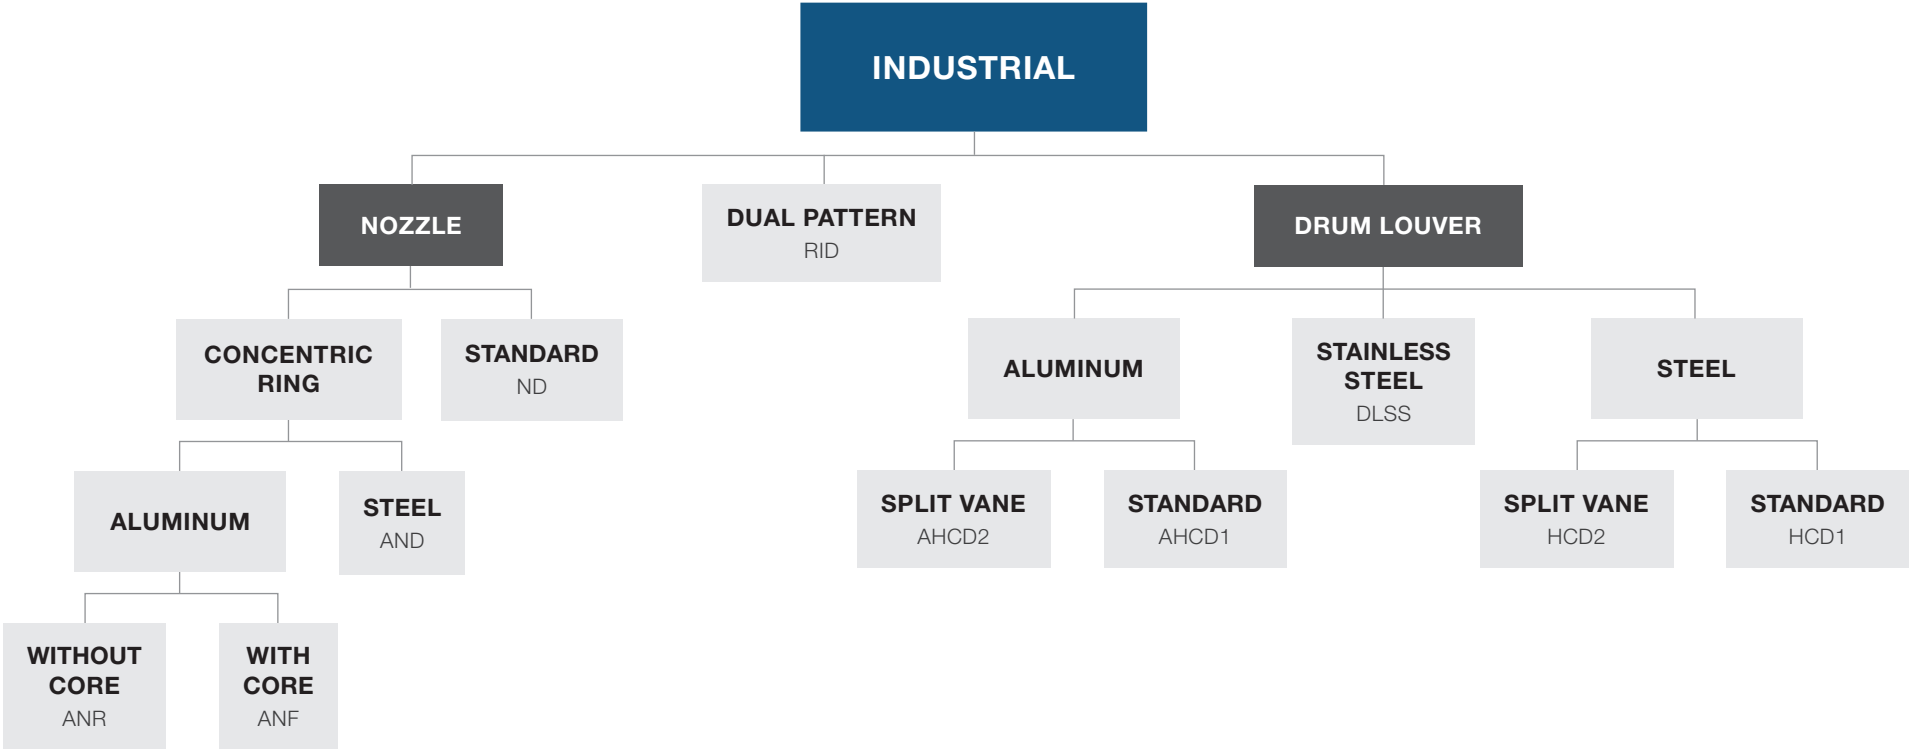 INDUSTRIAL
NOZZLE
DUAL PATTERN
RID
DRUM LOUVER
CONCENTRIC
RING
STANDARD
ND
ALUMINUM
STAINLESS
STEEL
DLSS
STEEL
ALUMINUM
STEEL
AND
SPLIT VANE
AHCD2
STANDARD
AHCD1
SPLIT VANE
HCD2
STANDARD
HCD1
WITHOUT
CORE
ANR
WITH
CORE
ANF